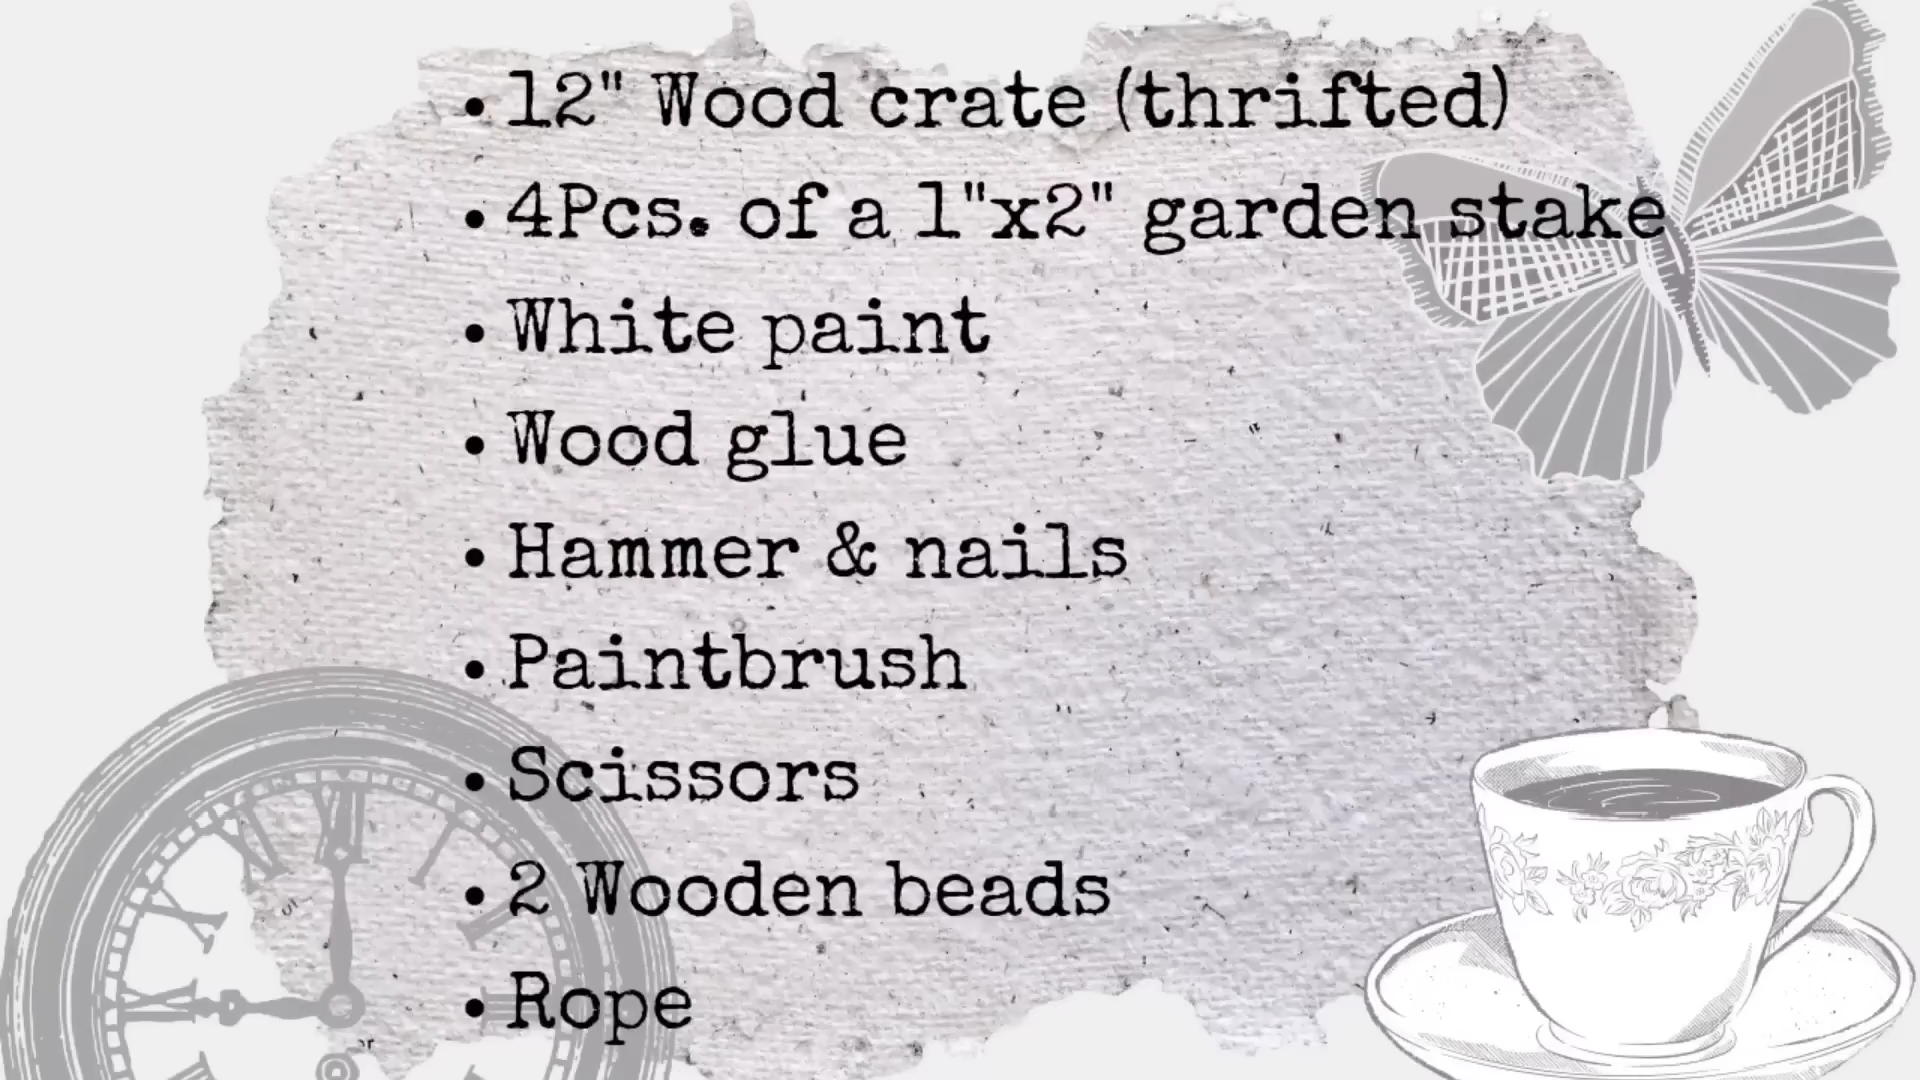 • 12" Wood crate (thrifted)
• 4Pcs. of a 1"x2" garden stake
• White paint
• Wood glue
• Hammer & nails
• Paintbrush
• Scissors
• 2 Wooden beads
• Rope